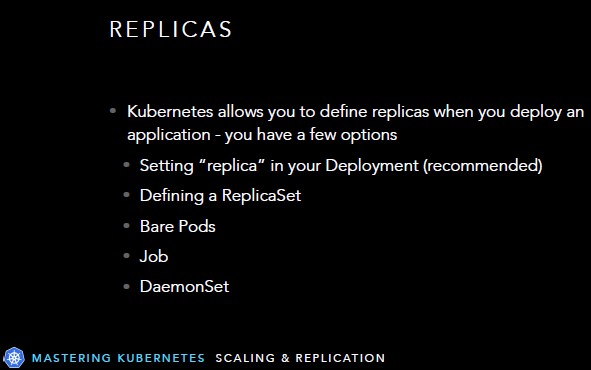 REPLICAS
• Kubernetes allows you to define replicas when you deploy an
application - you have a few options
• Setting “replica” in your Deployment (recommended)
• Defining a ReplicaSet
• Bare Pods
• Job
• DaemonSet
MASTERING KUBERNETES SCALING & REPLICATION